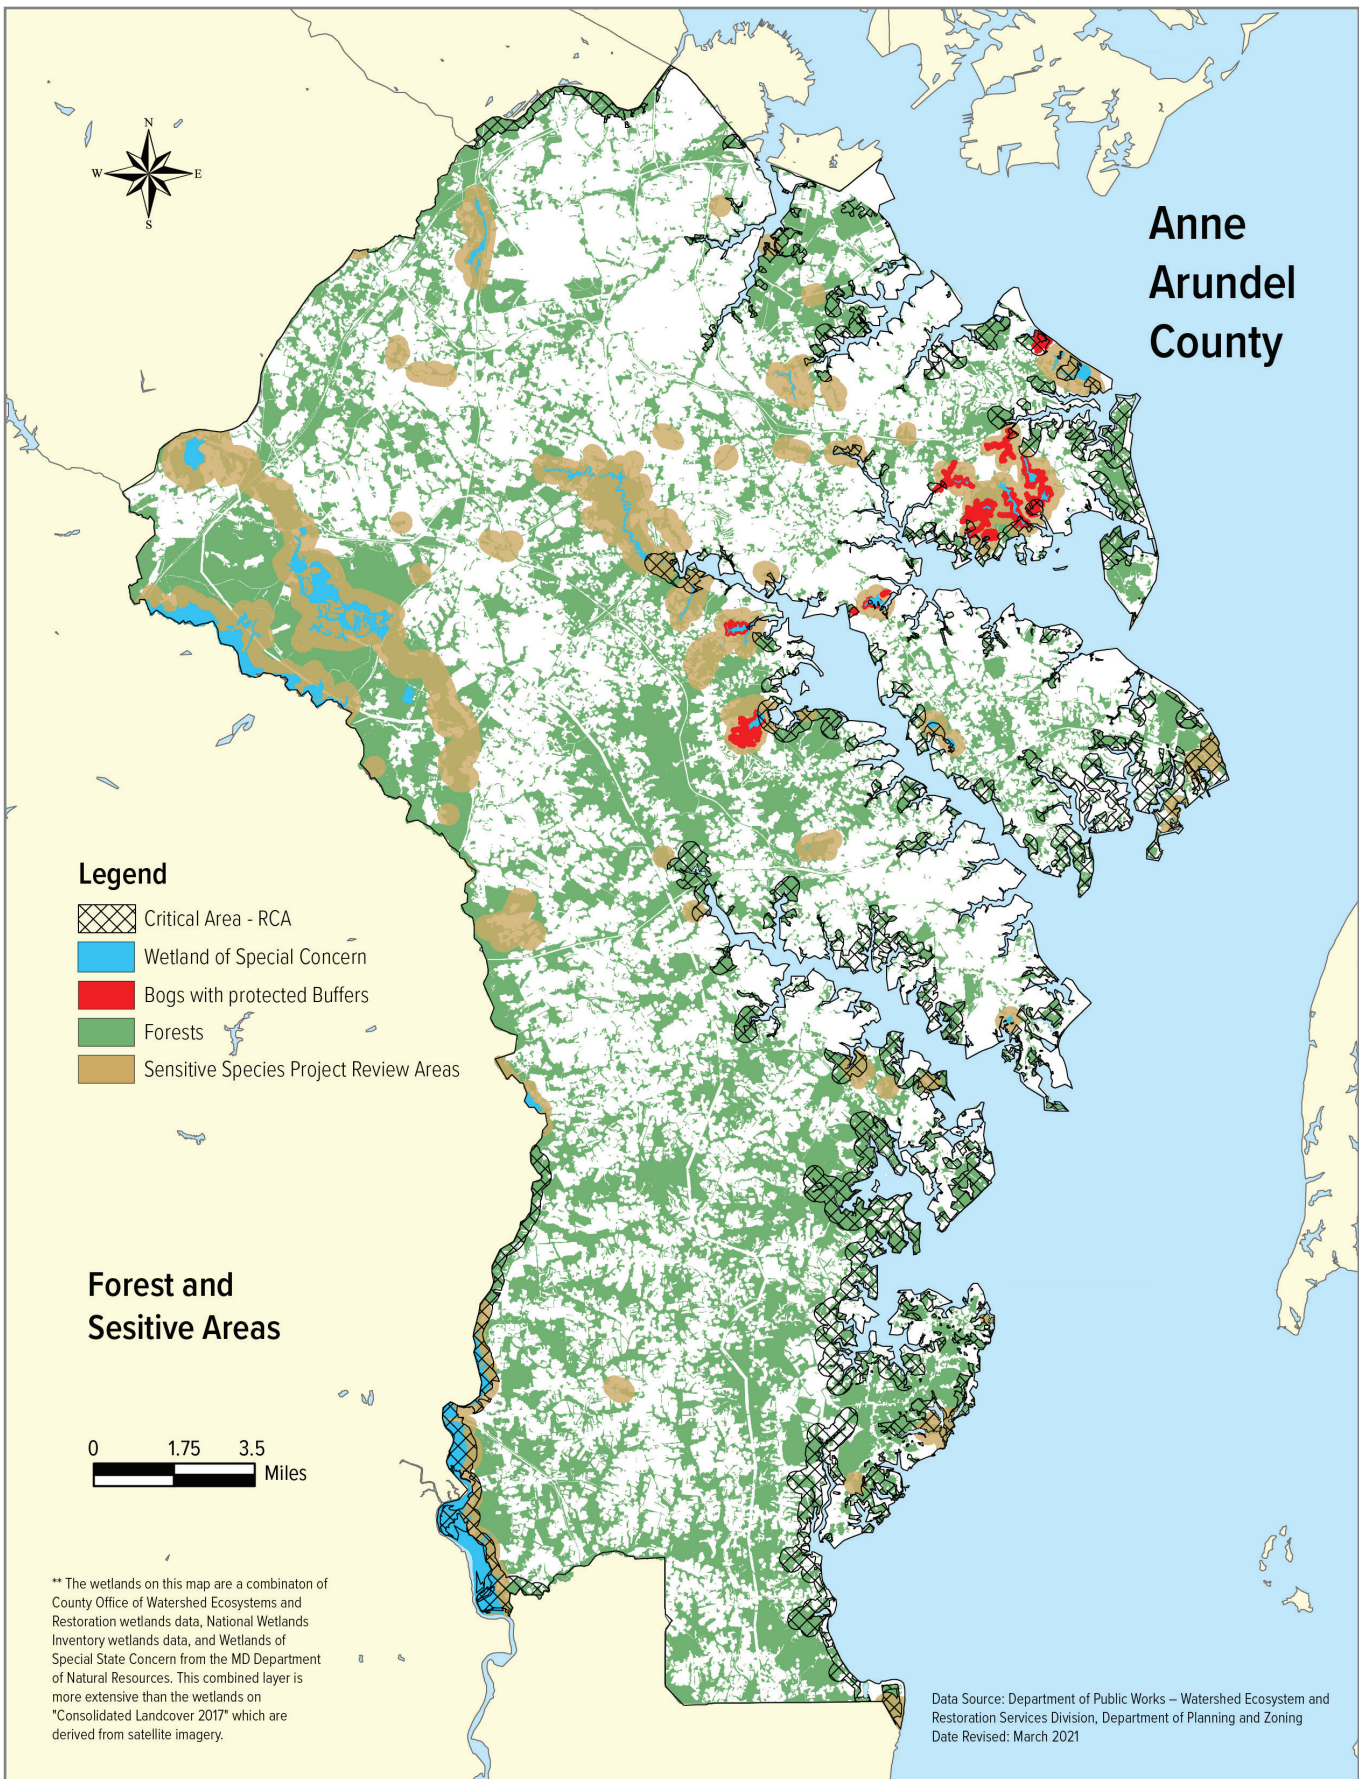 N
W
E
S
Anne
Arundel
County
Legend
Critical Area - RCA
Wetland of Special Concern
Bogs with protected Buffers
Forests
Sensitive Species Project Review Areas
Forest and
Sesitive Areas
0 1.75 3.5
Miles
** The wetlands on this map are a combinaton of
County Office of Watershed Ecosystems and
Restoration wetlands data, National Wetlands
Inventory wetlands data, and Wetlands of
Special State Concern from the MD Department
of Natural Resources. This combined layer is
more extensive than the wetlands on
"Consolidated Landcover 2017" which are
derived from satellite imagery.
Data Source: Department of Public Works – Watershed Ecosystem and
Restoration Services Division, Department of Planning and Zoning
Date Revised: March 2021